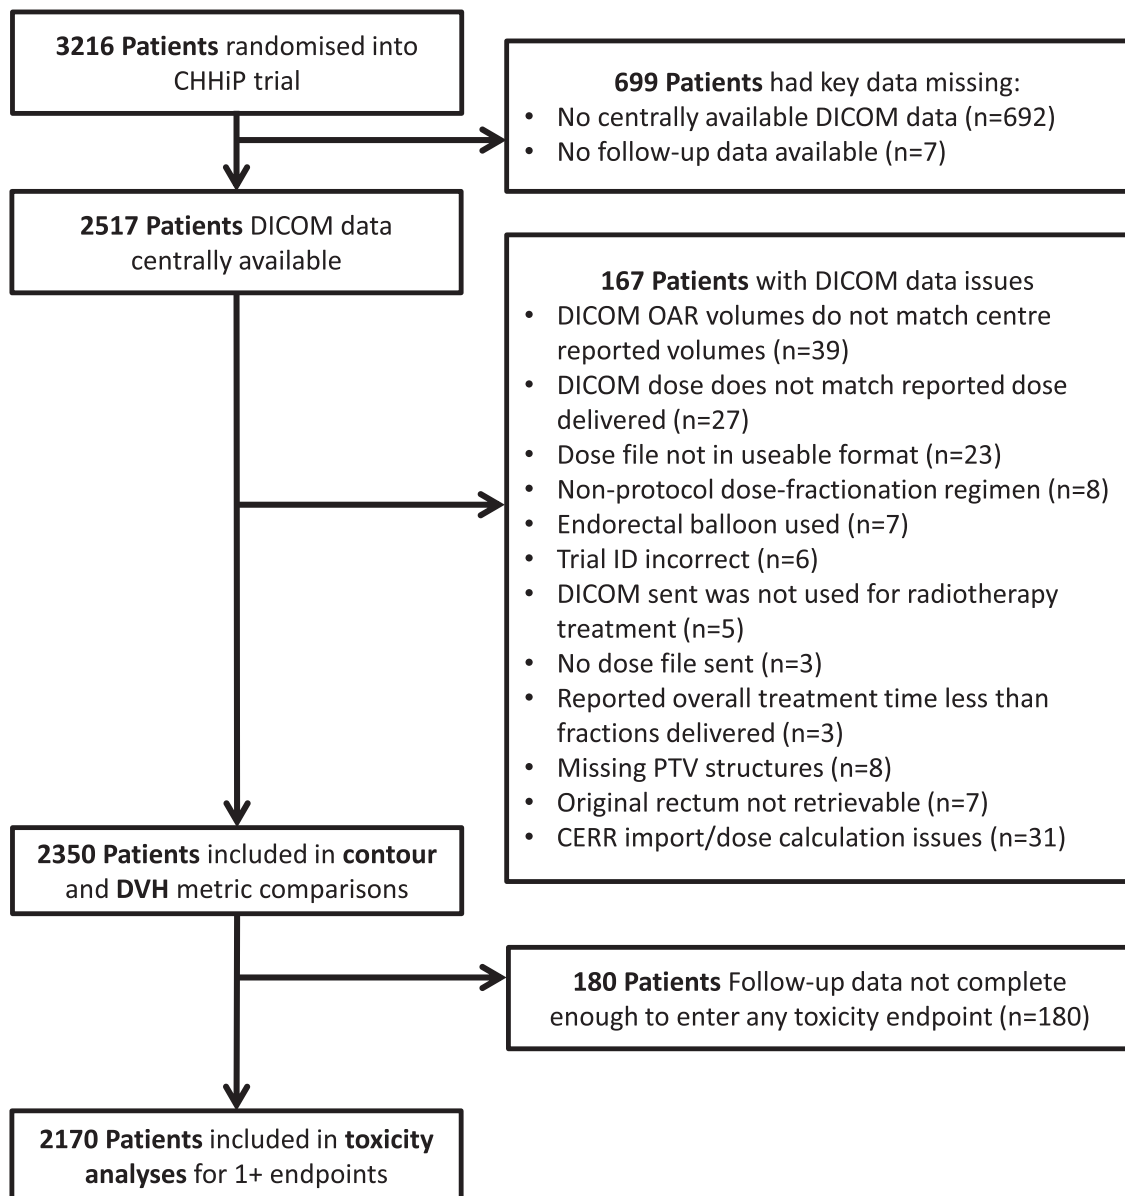 3216 Patients randomised into
CHHiP trial
699 Patients had key data missing:
• No centrally available DICOM data (n=692)
• No follow-up data available (n=7)
2517 Patients DICOM data
centrally available
167 Patients with DICOM data issues
• DICOM OAR volumes do not match centre
reported volumes (n=39)
• DICOM dose does not match reported dose
delivered (n=27)
• Dose file not in useable format (n=23)
• Non-protocol dose-fractionation regimen (n=8)
• Endorectal balloon used (n=7)
• Trial ID incorrect (n=6)
• DICOM sent was not used for radiotherapy
treatment (n=5)
• No dose file sent (n=3)
• Reported overall treatment time less than
fractions delivered (n=3)
• Missing PTV structures (n=8)
• Original rectum not retrievable (n=7)
• CERR import/dose calculation issues (n=31)
2350 Patients included in contour
and DVH metric comparisons
180 Patients Follow-up data not complete
enough to enter any toxicity endpoint (n=180)
2170 Patients included in toxicity
analyses for 1+ endpoints